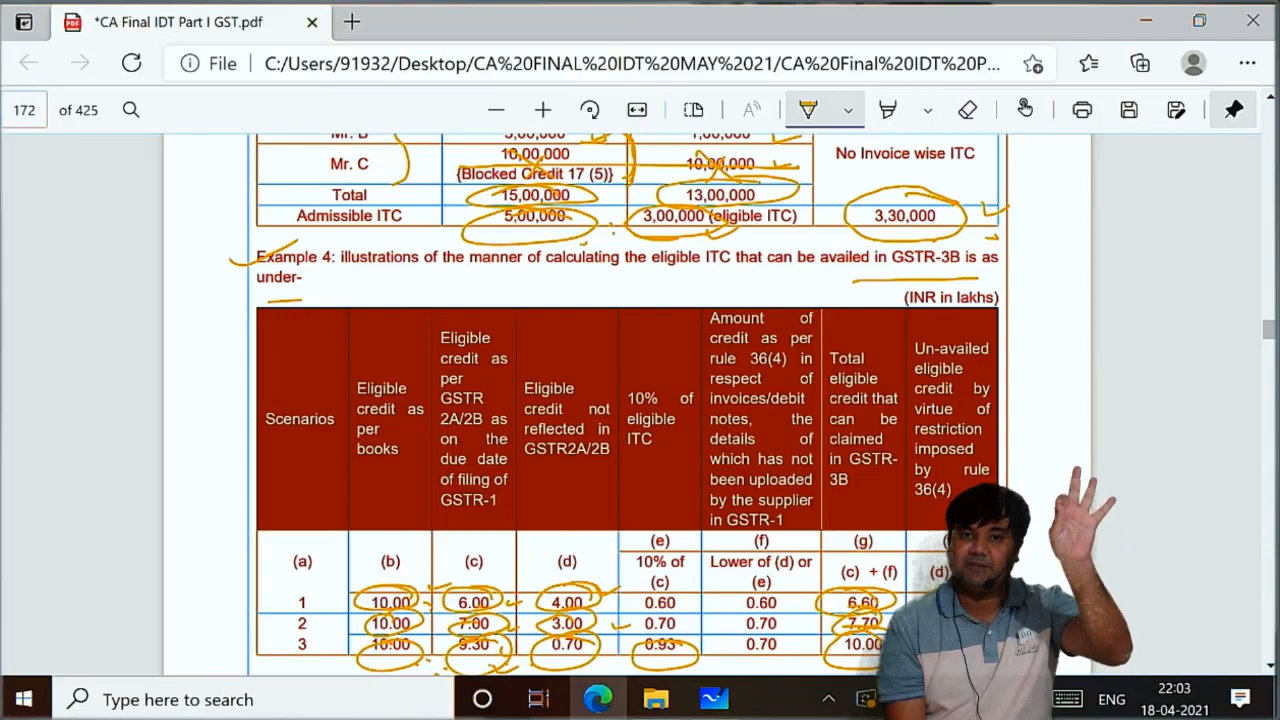 *CA Final IDT Part I GST.pdf
File C:/Users/91932/Desktop/CA%20FINAL%20IDT%20MAY%2021/CA%20Final%20IDT%20P...
172 of 425
Mr. B 5,00,000 1,00,000
Mr. C 10,00,000 {Blocked Credit 17 (5)} 10,00,000 No Invoice wise ITC
Total 15,00,000 13,00,000
Admissible ITC 5,00,000 3,00,000 (eligible ITC) 3,30,000
Example 4: illustrations of the manner of calculating the eligible ITC that can be availed in GSTR-3B is as
under-
(INR in lakhs)
Scenarios
Eligible
credit as
per
books
Eligible
credit as
per
GSTR
2A/2B as
on the
due date
of filing of
GSTR-1
Eligible
credit not
reflected in
GSTR2A/2B
10% of
eligible
ITC
Amount of
credit as per
rule 36(4) in
respect of
invoices/debit
notes, the
details of
which has not
been uploaded
by the supplier
in GSTR-1
Total
eligible
credit that
can be
claimed
in GSTR-
3B
Un-availed
eligible
credit by
virtue of
restriction
imposed
by rule
36(4)
(a) (b) (c) (d) (e) (f) (g)
10% of (c) Lower of (d) or (e) (c) + (f) (d)
1 10.00 6.00 4.00 0.60 0.60 6.60
2 10.00 7.00 3.00 0.70 0.70 7.70
3 10.00 9.30 0.70 0.93 0.70 10.00
Type here to search
ENG
22:03
18-04-2021